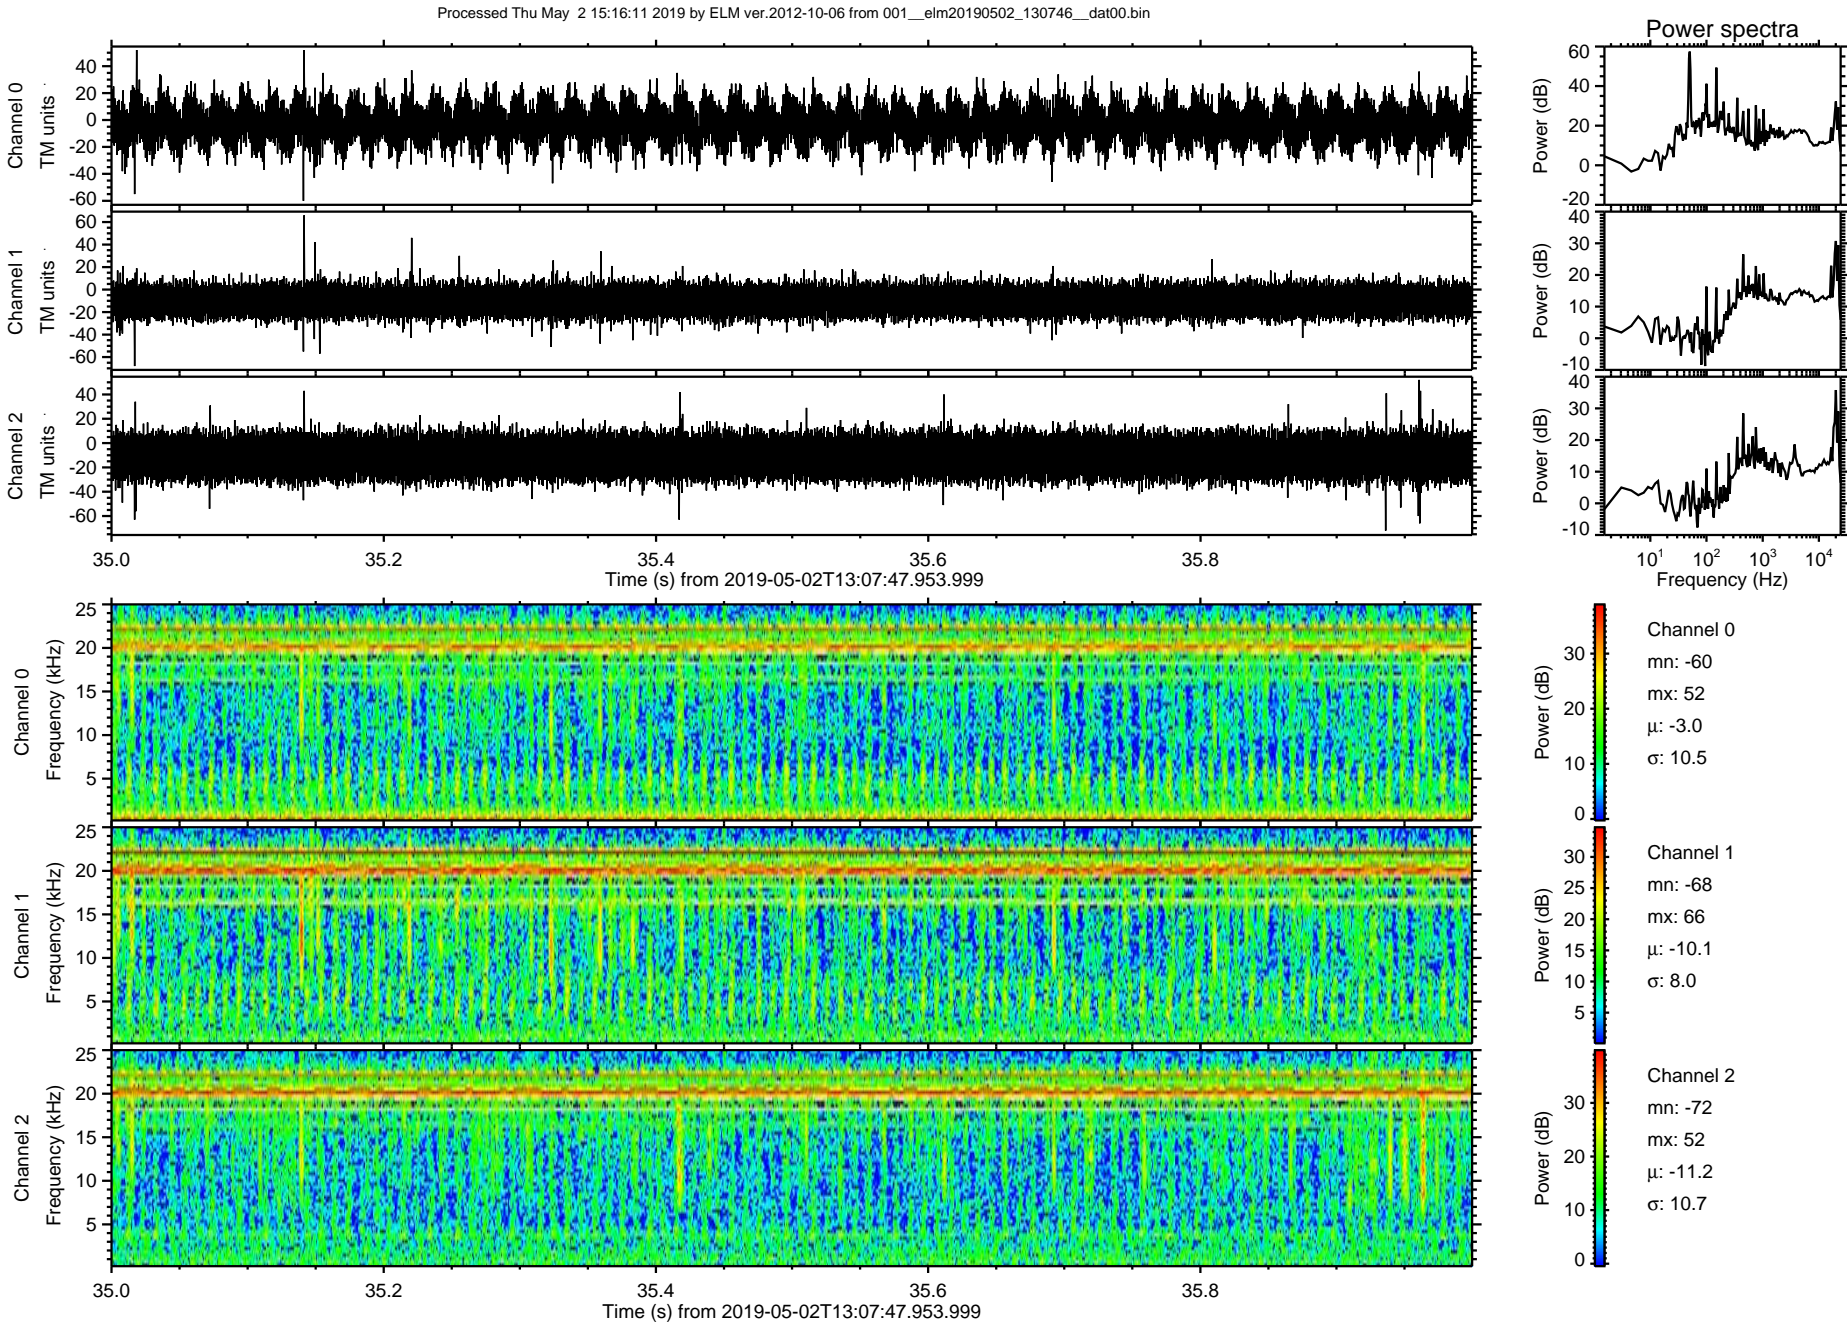 Processed Thu May  2 15:16:11 2019 by ELM ver.2012-10-06 from 001__elm20190502_130746__dat00.bin
Power spectra
Channel 0
TM units
40
20
0
-20
-40
-60
Power (dB)
60
40
20
0
-20
Channel 1
TM units
60
40
20
0
-20
-40
-60
Power (dB)
40
30
20
10
0
-10
Channel 2
TM units
40
20
0
-20
-40
-60
Power (dB)
40
30
20
10
0
-10
35.0 35.2 35.4 35.6 35.8
Time (s) from 2019-05-02T13:07:47.953.999
10¹ 10² 10³ 10⁴
Frequency (Hz)
Channel 0
Frequency (kHz)
25
20
15
10
5
Power (dB)
30
20
10
0
Channel 0
mn: -60
mx: 52
μ: -3.0
σ: 10.5
Channel 1
Frequency (kHz)
25
20
15
10
5
Power (dB)
30
25
20
15
10
5
Channel 1
mn: -68
mx: 66
μ: -10.1
σ: 8.0
Channel 2
Frequency (kHz)
25
20
15
10
5
Power (dB)
30
20
10
0
Channel 2
mn: -72
mx: 52
μ: -11.2
σ: 10.7
35.0 35.2 35.4 35.6 35.8
Time (s) from 2019-05-02T13:07:47.953.999